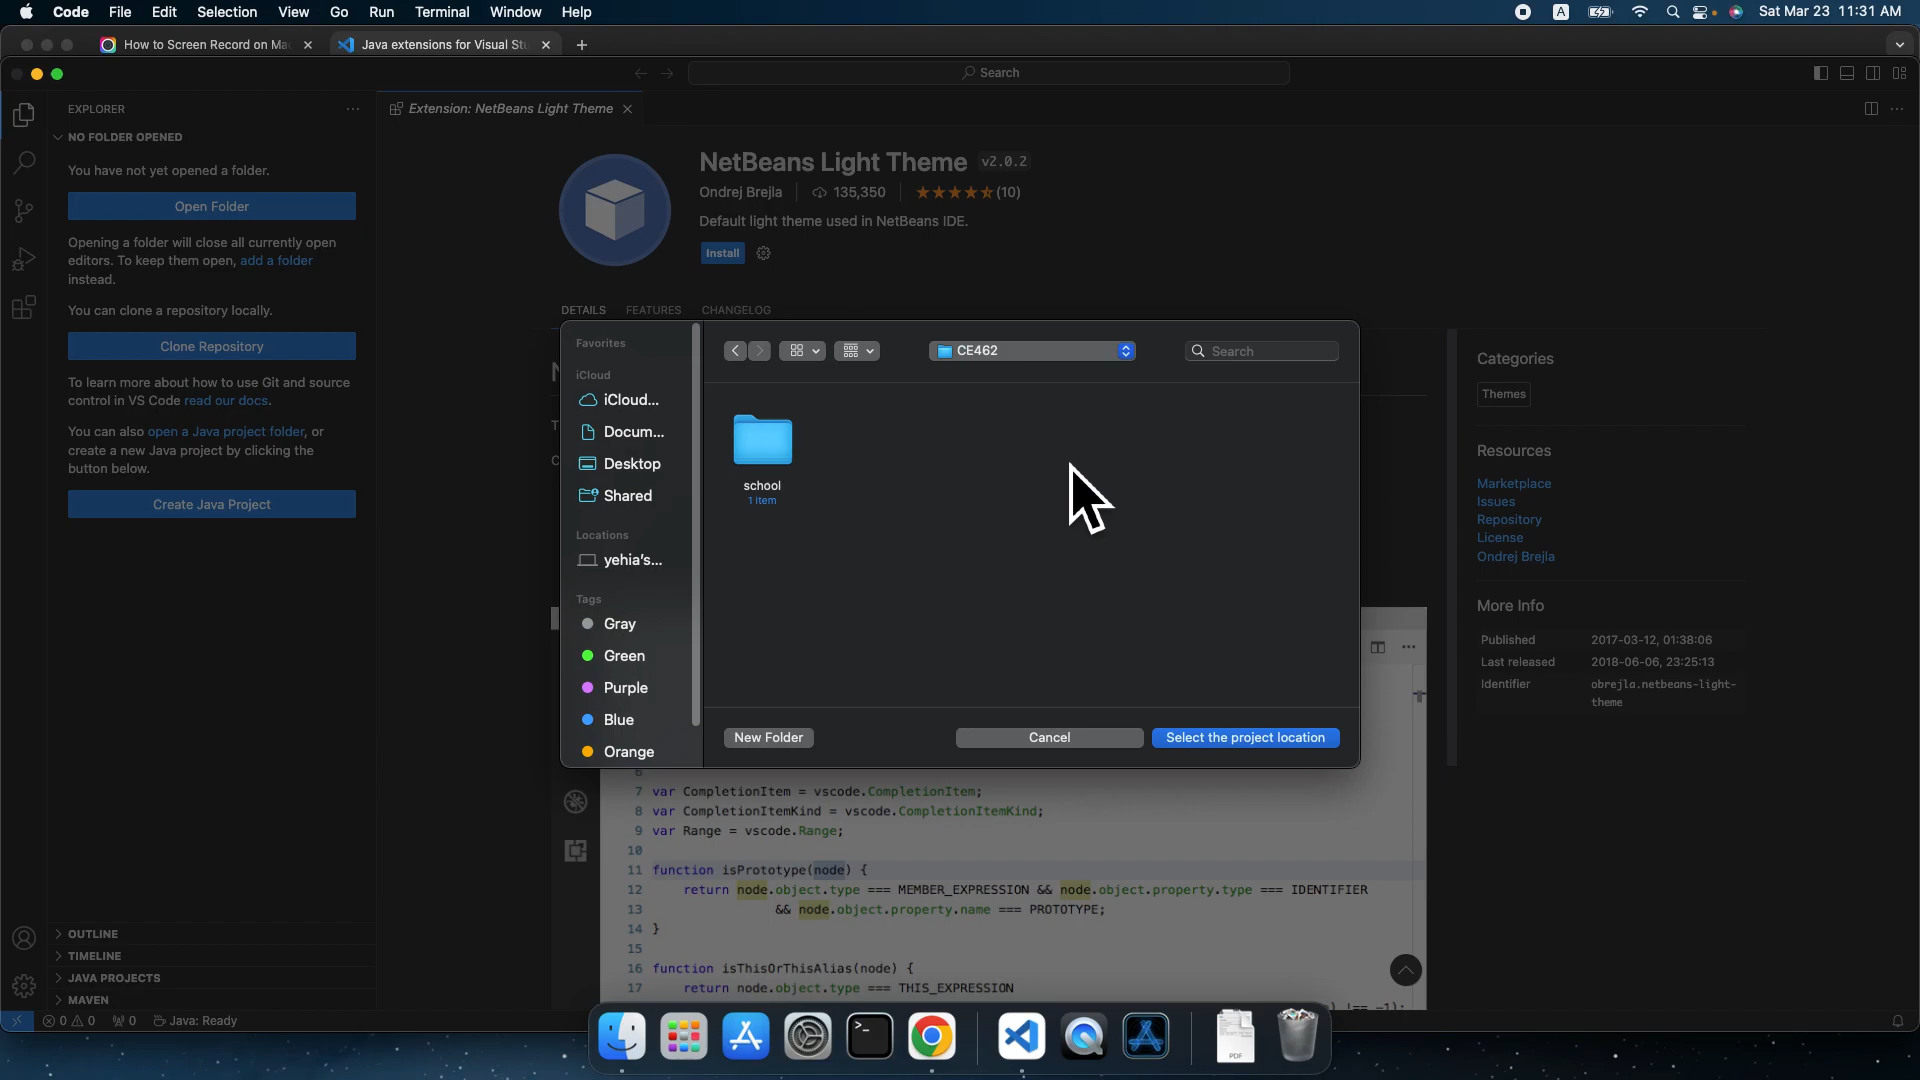 Code File Edit Selection View Go Run Terminal Window Help
A
Sat Mar 23 11:31 AM
How to Screen Record on Ma
Java extensions for Visual Stu
Search
EXPLORER
Extension: NetBeans Light Theme
NO FOLDER OPENED
You have not yet opened a folder.
Open Folder
Opening a folder will close all currently open
editors. To keep them open, add a folder
instead.
You can clone a repository locally.
Clone Repository
To learn more about how to use Git and source
control in VS Code read our docs.
You can also open a Java project folder, or
create a new Java project by clicking the
button below.
Create Java Project
OUTLINE
TIMELINE
JAVA PROJECTS
MAVEN
0 0 0 Java: Ready
NetBeans Light Theme v2.0.2
Ondrej Brejla 135,350 (10)
Default light theme used in NetBeans IDE.
Install
DETAILS FEATURES CHANGELOG
Favorites
iCloud
iCloud...
Docum...
Desktop
Shared
Locations
yehia's...
Tags
Gray
Green
Purple
Blue
Orange
CE462
Search
school
1 item
New Folder
Cancel
Select the project location
Categories
Themes
Resources
Marketplace
Issues
Repository
License
Ondrej Brejla
More Info
Published 2017-03-12, 01:38:06
Last released 2018-06-06, 23:25:13
Identifier obrejla.netbeans-light-
theme
7 var CompletionItem = vscode.CompletionItem;
8 var CompletionItemKind = vscode.CompletionItemKind;
9 var Range = vscode.Range;
10
11 function isPrototype(node) {
12 return node.object.type === MEMBER_EXPRESSION && node.object.property.type === IDENTIFIER
13 && node.object.property.name === PROTOTYPE;
14 }
15
16 function isThisOrThisAlias(node) {
17 return node.object.type === THIS_EXPRESSION
!== -1);
PDF